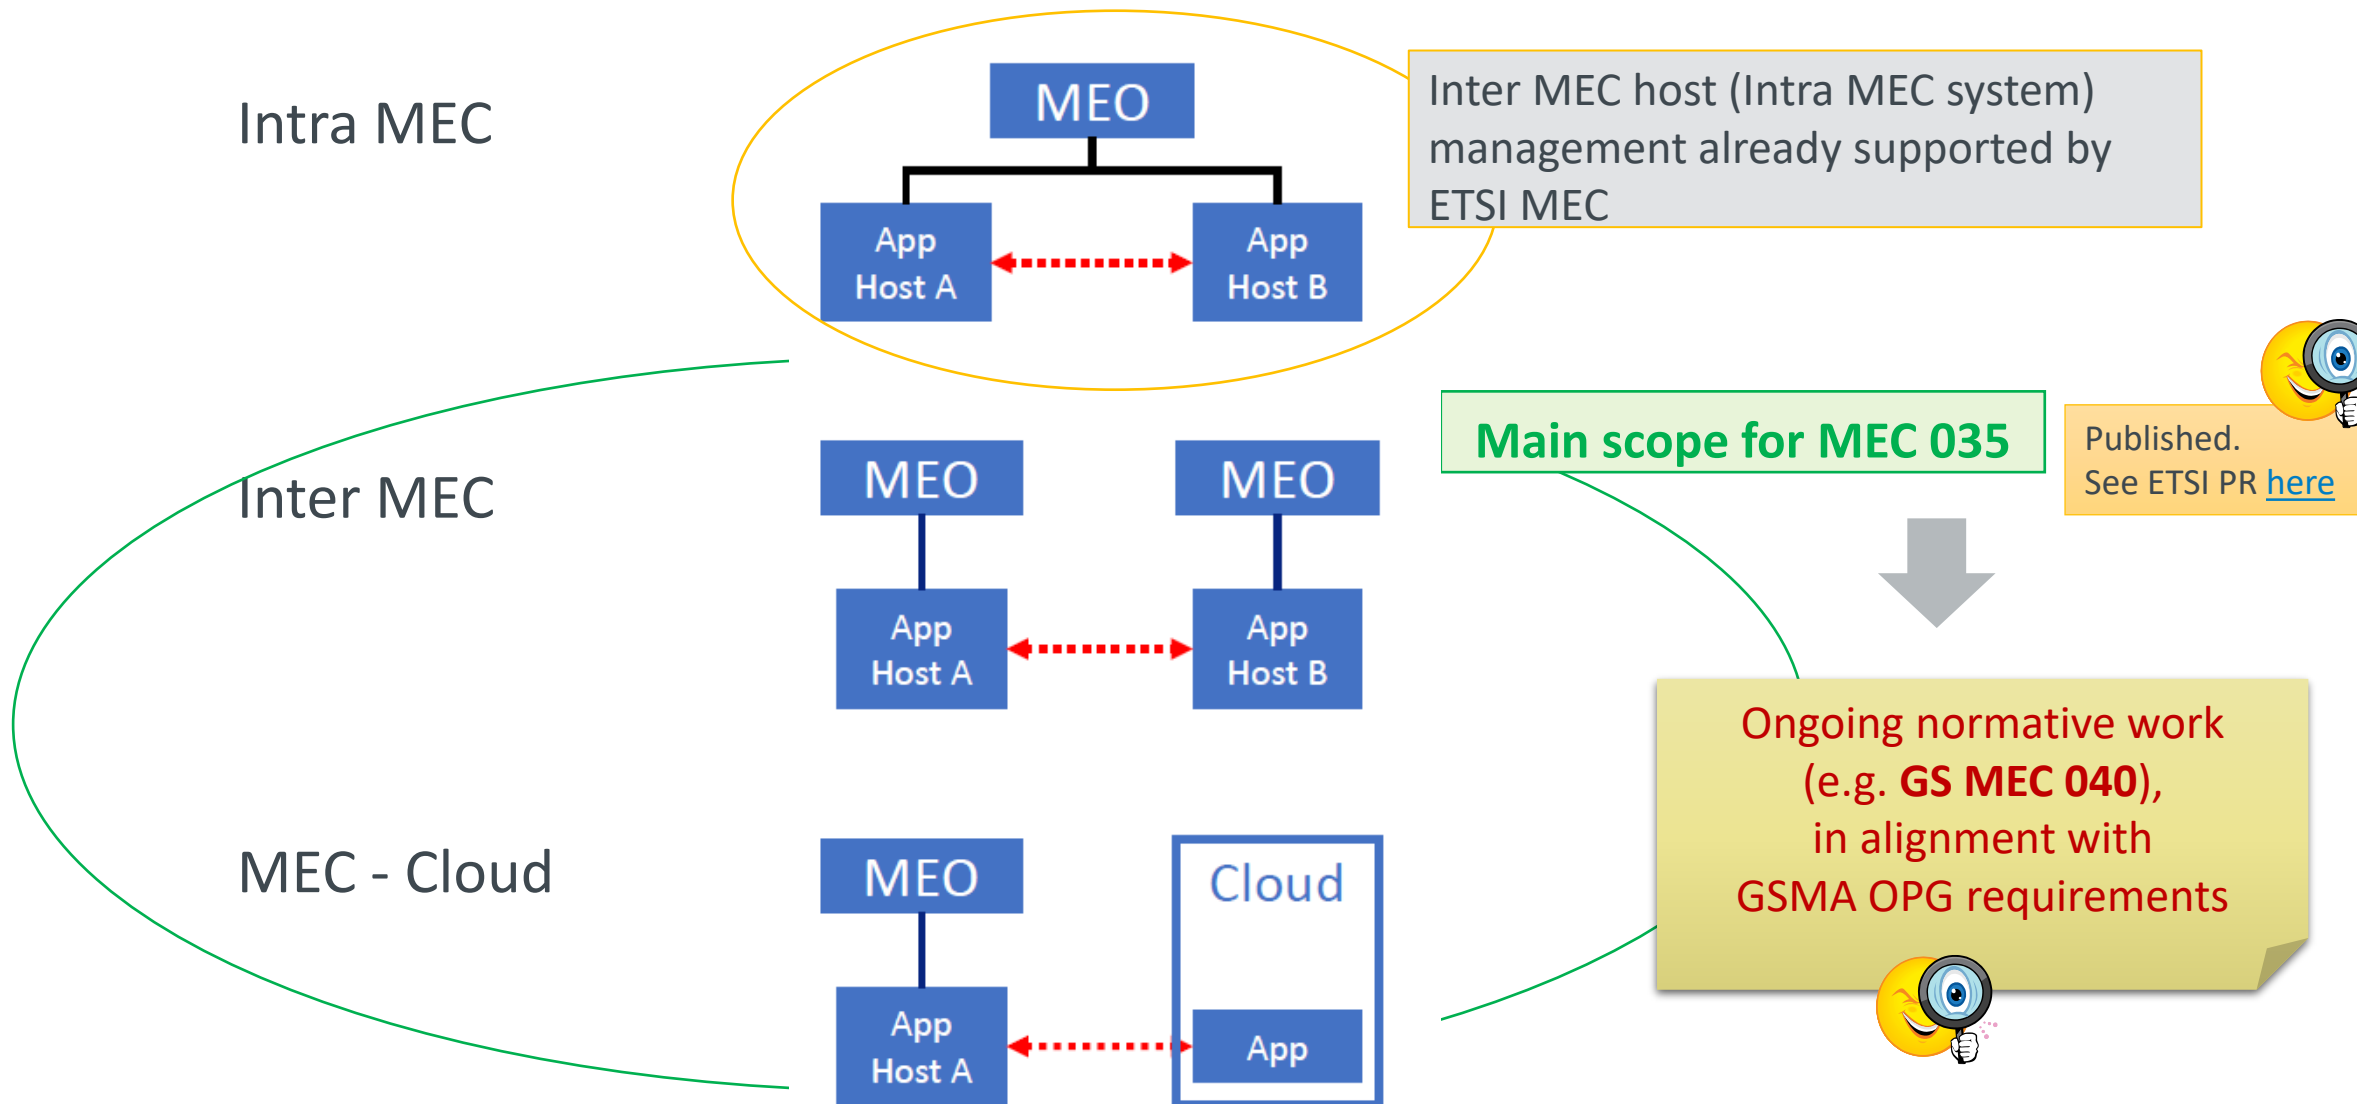 Intra MEC
MEO
App
Host A
App
Host B
Inter MEC host (Intra MEC system)
management already supported by
ETSI MEC
Inter MEC
MEO
MEO
App
Host A
App
Host B
Main scope for MEC 035
Published.
See ETSI PR here
Ongoing normative work
(e.g. GS MEC 040),
in alignment with
GSMA OPG requirements
MEC - Cloud
MEO
App
Host A
Cloud
App